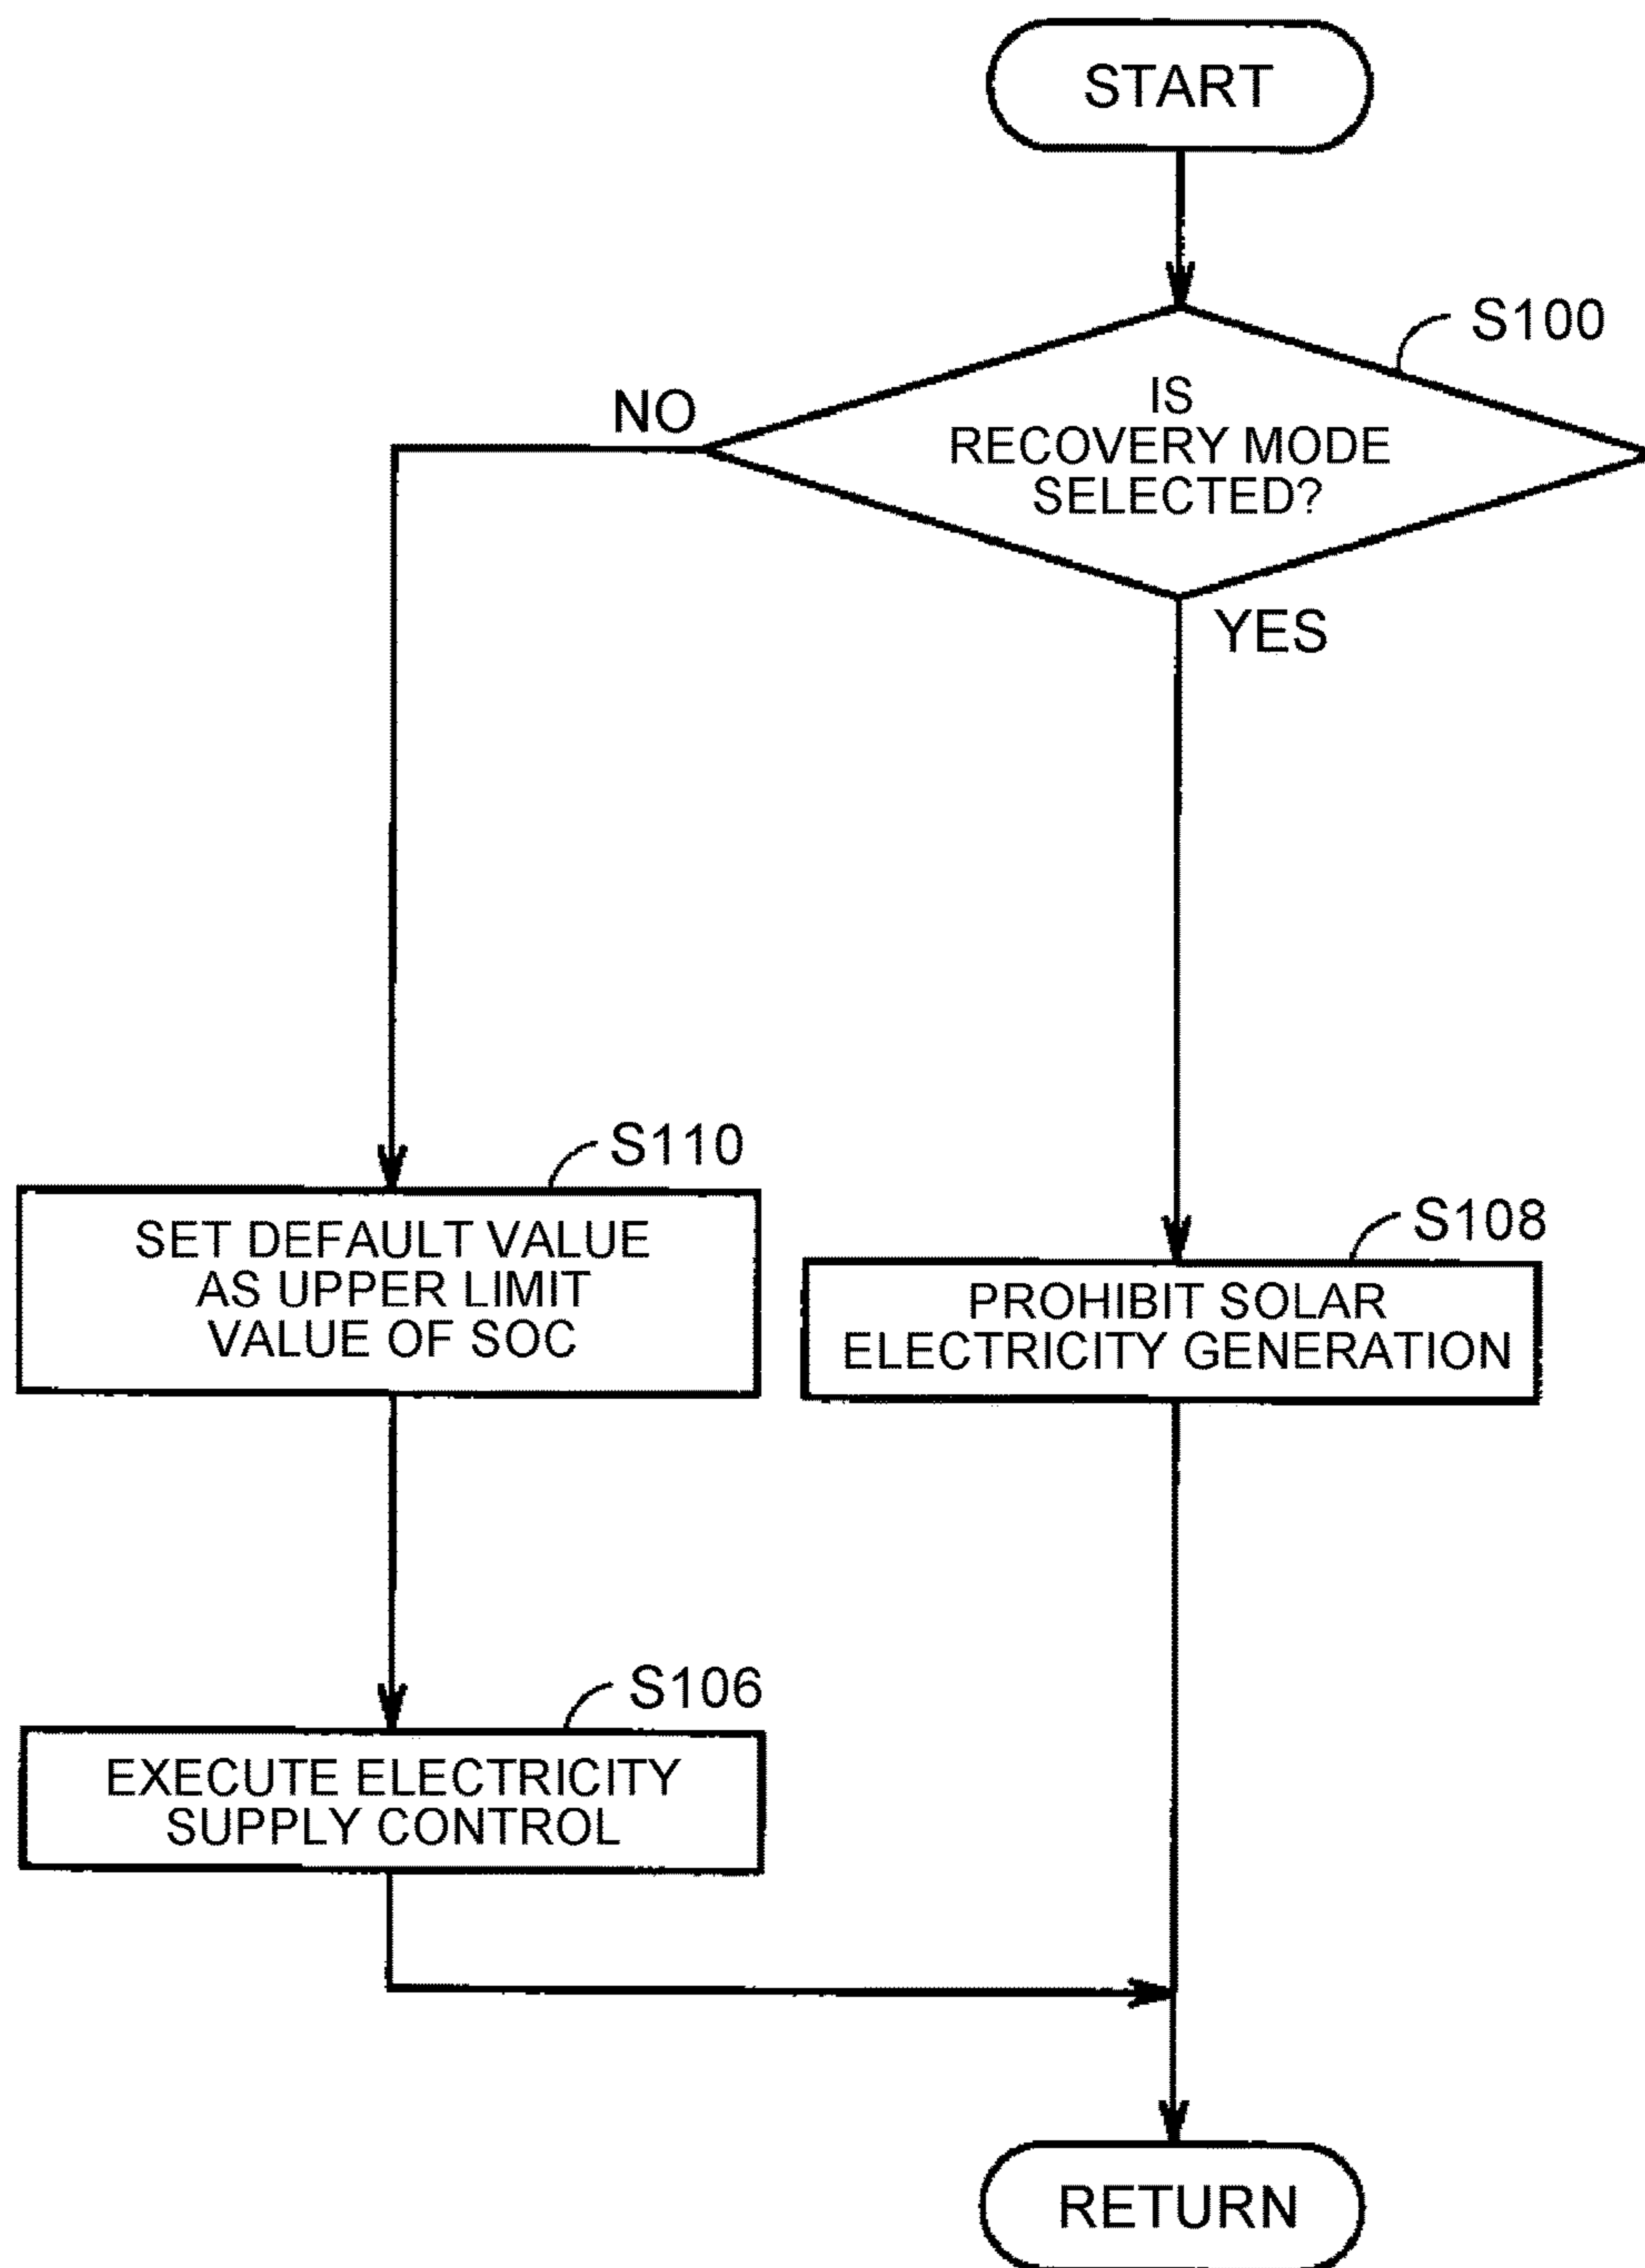 START
S100
IS
RECOVERY MODE
SELECTED?
NO
YES
S110
SET DEFAULT VALUE
AS UPPER LIMIT
VALUE OF SOC
S108
PROHIBIT SOLAR
ELECTRICITY GENERATION
S106
EXECUTE ELECTRICITY
SUPPLY CONTROL
RETURN